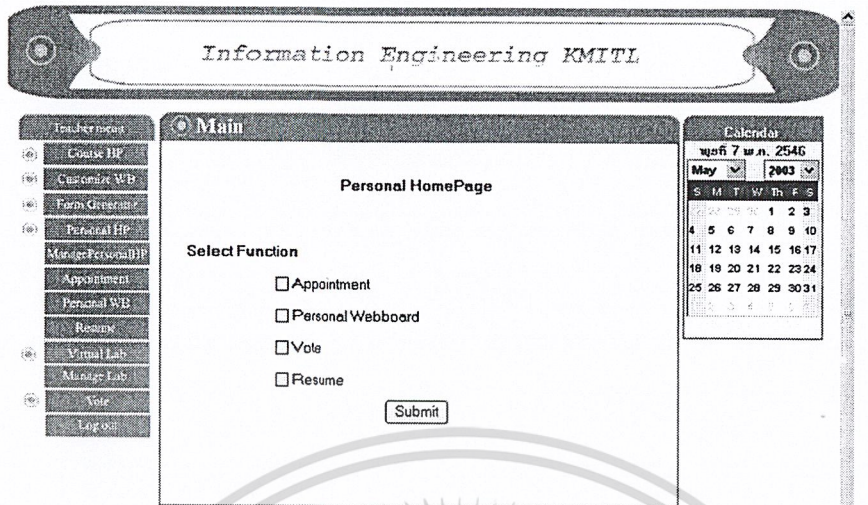 Information Engineering KMITL
Teacher menu
Course HP
Customize WB
Form Generator
Personal HP
ManagePersonalHP
Appointment
Personal WB
Resume
Virtual Lab
Manage Lab
Vote
Log out
Main
Personal HomePage
Select Function
Appointment
Personal Webboard
Vote
Resume
Submit
Calendar
พุธที่ 7 พ.ค. 2546
May 2003
S M T W Th F S
1 2 3
4 5 6 7 8 9 10
11 12 13 14 15 16 17
18 19 20 21 22 23 24
25 26 27 28 29 30 31